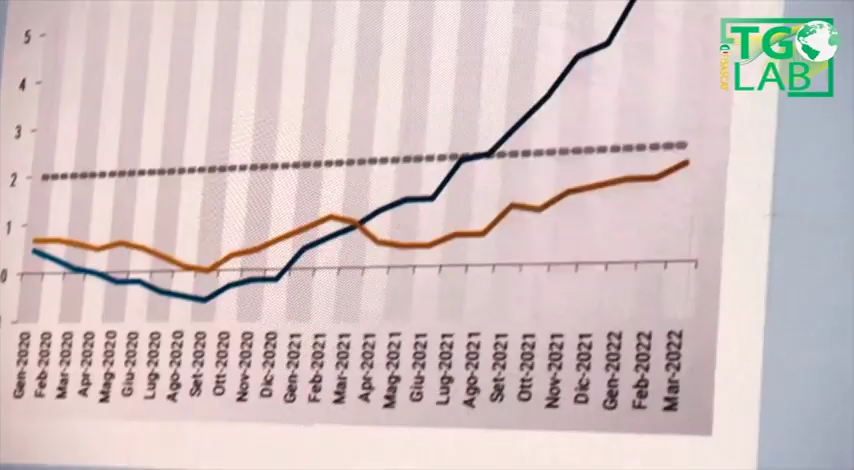 TG
LAB
FISASCAT
5
4
3
2
1
0
Gen-2020
Feb-2020
Mar-2020
Apr-2020
Mag-2020
Giu-2020
Lug-2020
Ago-2020
Set-2020
Ott-2020
Nov-2020
Dic-2020
Gen-2021
Feb-2021
Mar-2021
Apr-2021
Mag-2021
Giu-2021
Lug-2021
Ago-2021
Set-2021
Ott-2021
Nov-2021
Dic-2021
Gen-2022
Feb-2022
Mar-2022